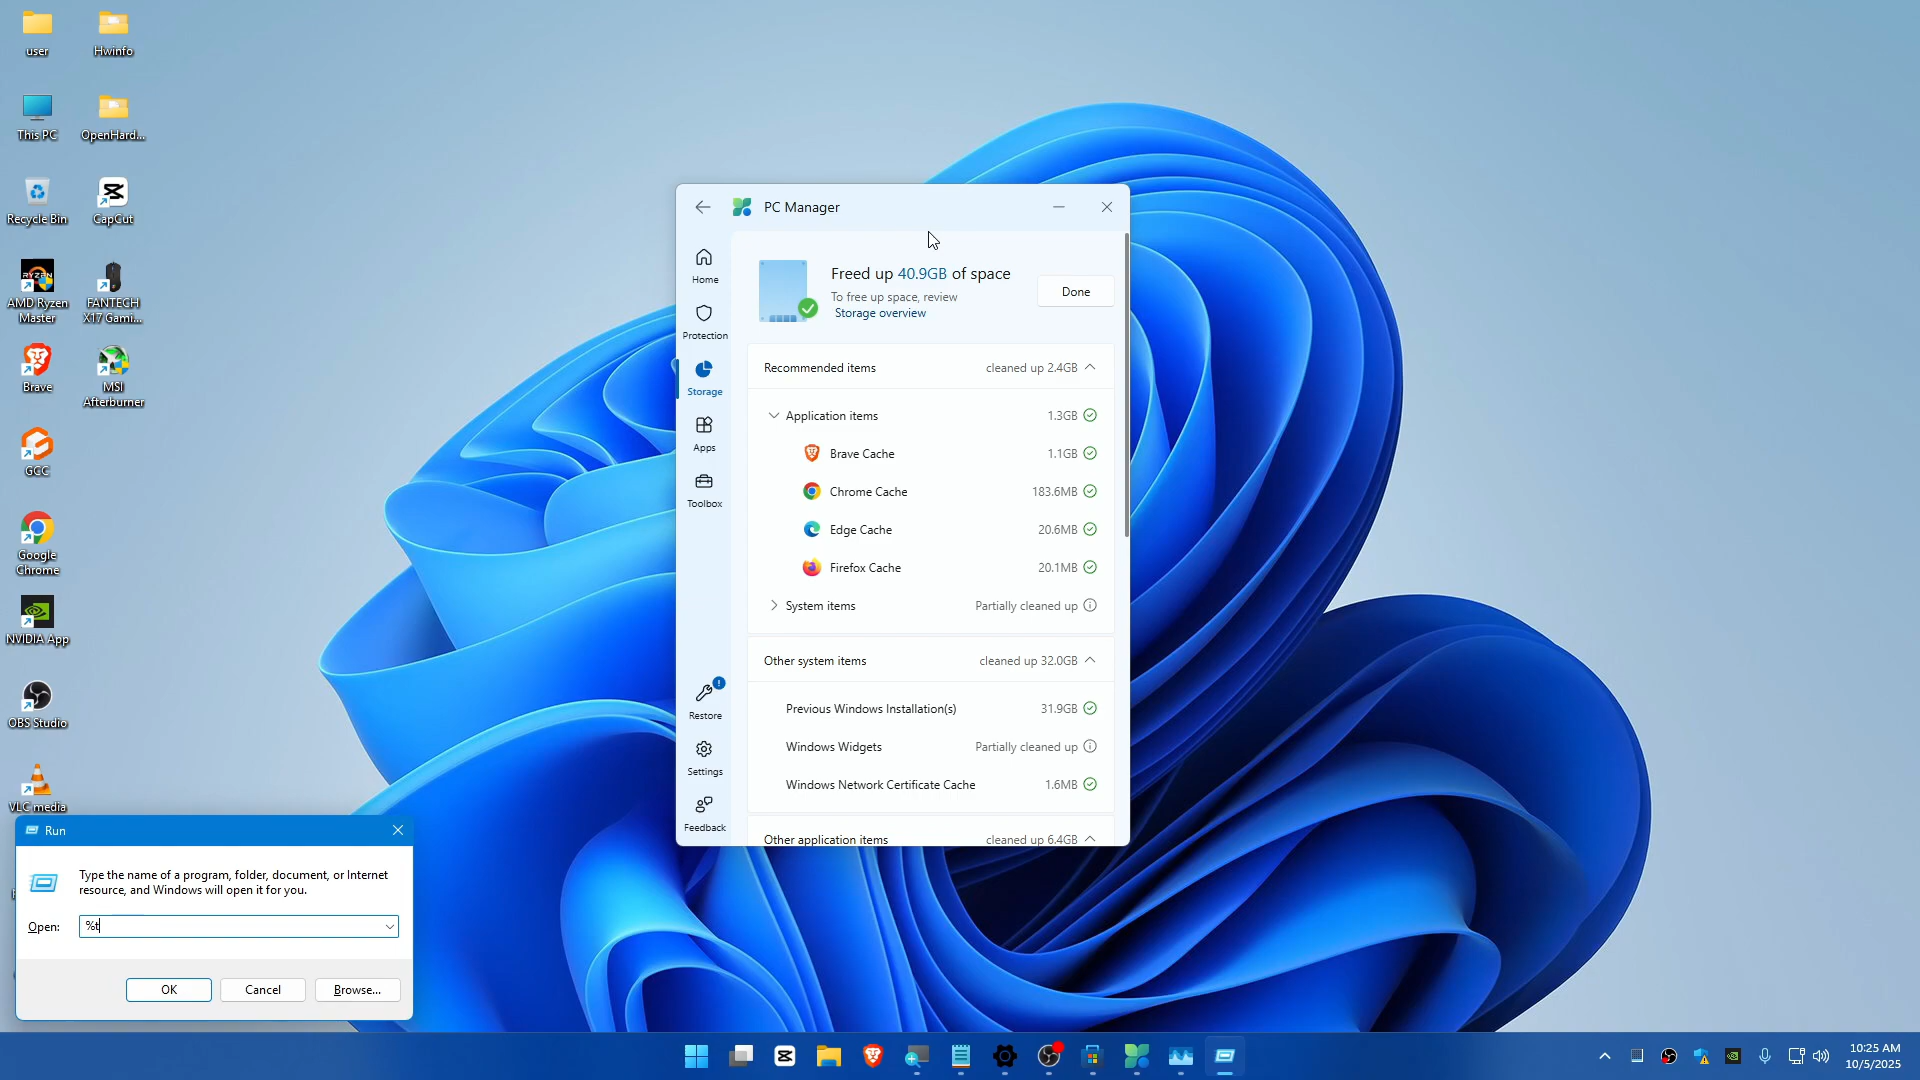 user
Hwinfo
This PC
OpenHard...
Recycle Bin
CapCut
RYZEN
AMD Ryzen
Master
FANTECH
X17 Gami...
Brave
MSI
Afterburner
GCC
Google
Chrome
NVIDIA App
OBS Studio
VLC media
PC Manager
Home
Protection
Storage
Apps
Toolbox
Restore
Settings
Feedback
Freed up 40.9GB of space
To free up space, review
Storage overview
Done
Recommended items cleaned up 2.4GB
Application items 1.3GB
Brave Cache 1.1GB
Chrome Cache 183.6MB
Edge Cache 20.6MB
Firefox Cache 20.1MB
System items Partially cleaned up
Other system items cleaned up 32.0GB
Previous Windows Installation(s) 31.9GB
Windows Widgets Partially cleaned up
Windows Network Certificate Cache 1.6MB
Other application items cleaned up 6.4GB
Run
Type the name of a program, folder, document, or Internet
resource, and Windows will open it for you.
Open: %t
OK Cancel Browse...
10:25 AM
10/5/2025